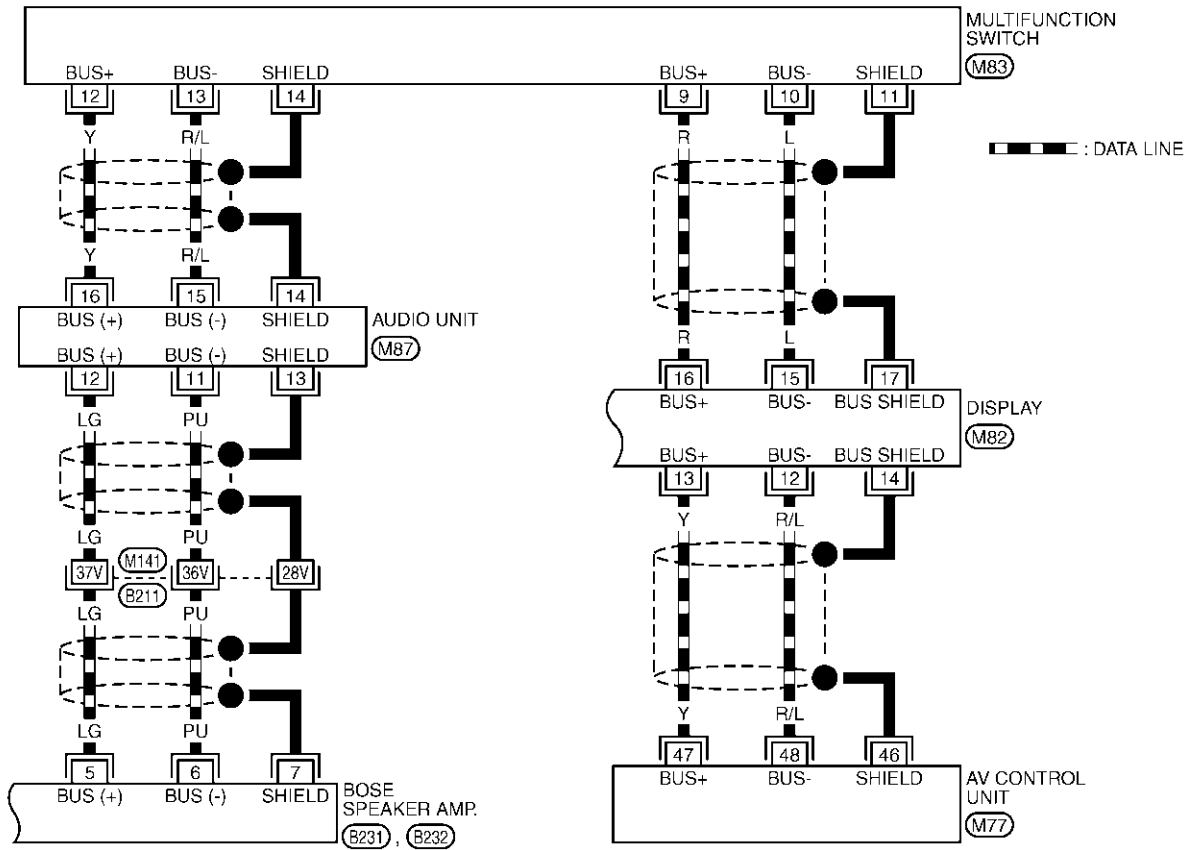 MULTIFUNCTION
SWITCH
M83
BUS+ BUS- SHIELD BUS+ BUS- SHIELD
12 13 14 9 10 11
Y R/L R L
: DATA LINE
Y R/L
16 15 14
BUS (+) BUS (-) SHIELD
AUDIO UNIT
M87
BUS (+) BUS (-) SHIELD
12 11 13
R L
16 15 17
BUS+ BUS- BUS SHIELD
DISPLAY
M82
BUS+ BUS- BUS SHIELD
13 12 14
LG PU
LG PU
M141
37V 36V 28V
B211
LG PU
Y R/L
LG PU
Y R/L
5 6 7
BUS (+) BUS (-) SHIELD
BOSE
SPEAKER AMP.
B231 , B232
47 48 46
BUS+ BUS- SHIELD
AV CONTROL
UNIT
M77